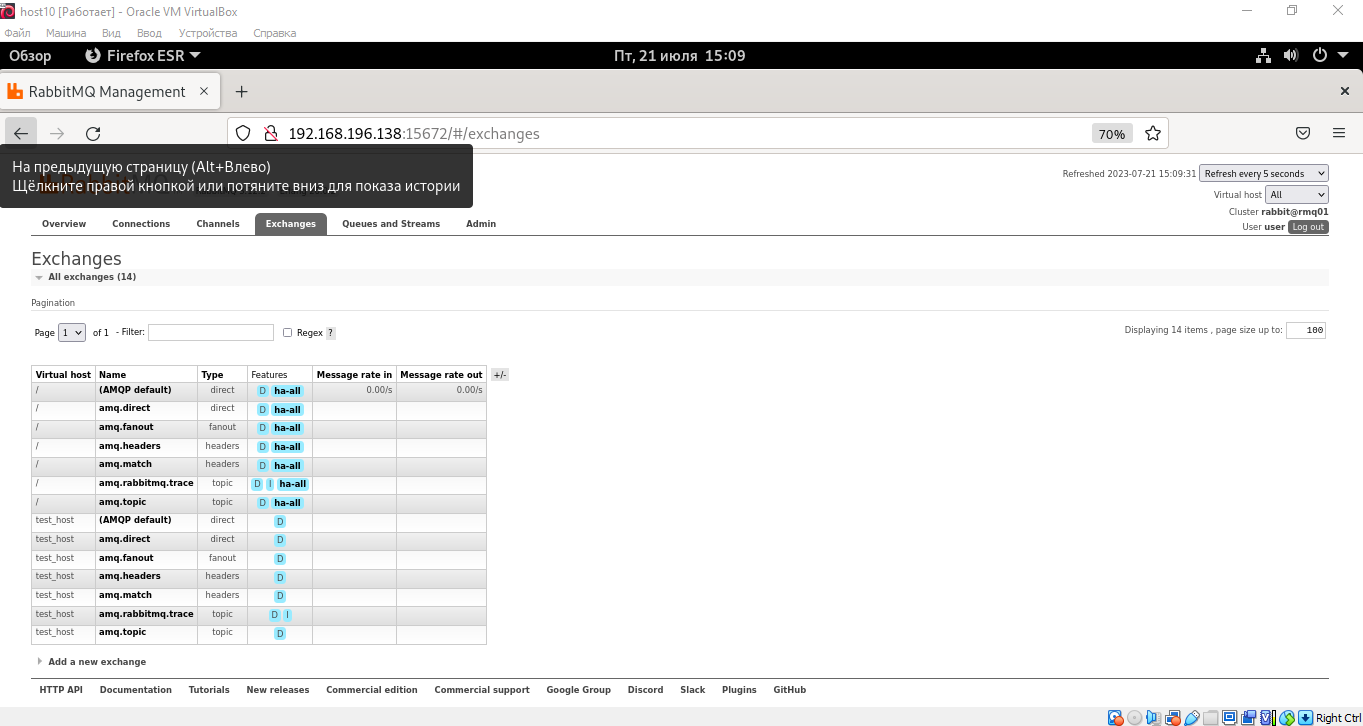 host10 [Работает] - Oracle VM VirtualBox
Файл Машина Вид Ввод Устройства Справка
Обзор Firefox ESR Пт, 21 июля 15:09
RabbitMQ Management
192.168.196.138:15672/#/exchanges 70%
На предыдущую страницу (Alt+Влево)
Щёлкните правой кнопкой или потяните вниз для показа истории
Refreshed 2023-07-21 15:09:31 Refresh every 5 seconds
Virtual host All
Cluster rabbit@rmq01
User user Log out
Overview Connections Channels Exchanges Queues and Streams Admin
Exchanges
All exchanges (14)
Pagination
Page 1 of 1 - Filter: Regex ?
Displaying 14 items , page size up to: 100
Virtual host Name Type Features Message rate in Message rate out +/-
/ (AMQP default) direct D ha-all 0.00/s 0.00/s
/ amq.direct direct D ha-all
/ amq.fanout fanout D ha-all
/ amq.headers headers D ha-all
/ amq.match headers D ha-all
/ amq.rabbitmq.trace topic D I ha-all
/ amq.topic topic D ha-all
test_host (AMQP default) direct D
test_host amq.direct direct D
test_host amq.fanout fanout D
test_host amq.headers headers D
test_host amq.match headers D
test_host amq.rabbitmq.trace topic D I
test_host amq.topic topic D
Add a new exchange
HTTP API Documentation Tutorials New releases Commercial edition Commercial support Google Group Discord Slack Plugins GitHub
Right Ctrl